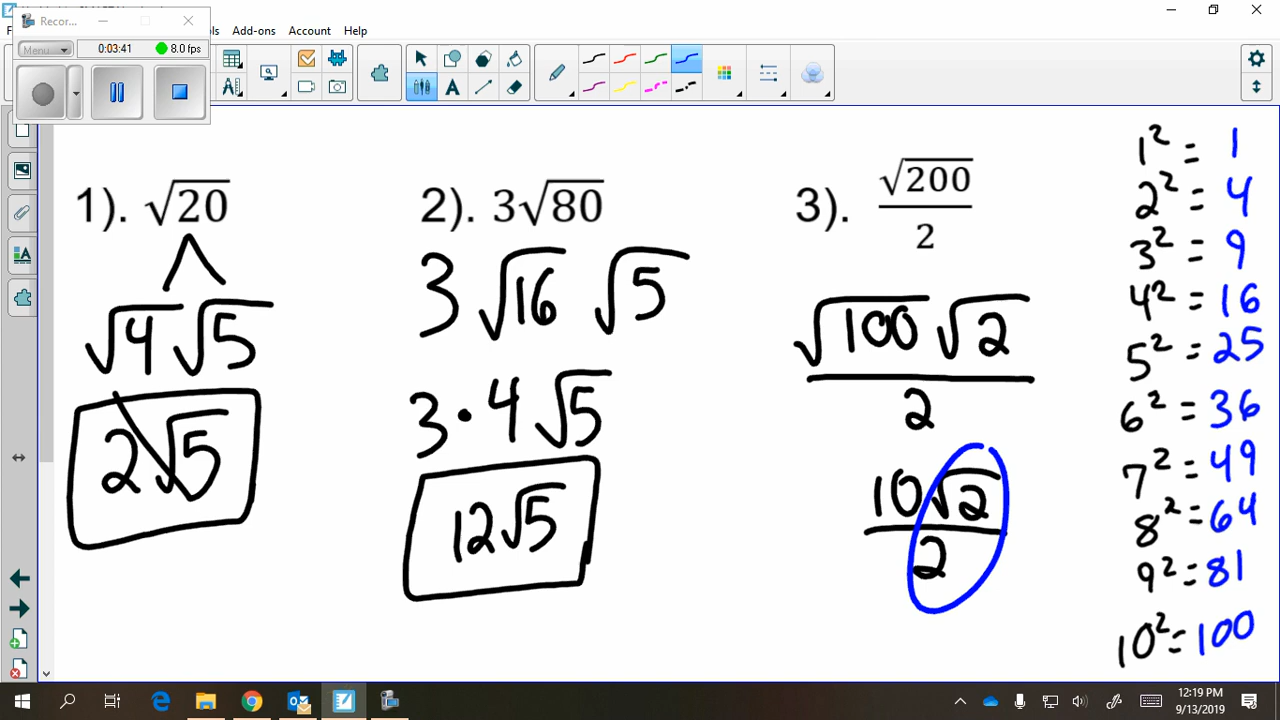 Recor...
Menu
0:03:41
8.0 fps
ls Add-ons Account Help
1). √20
√4 √5
2√5
2). 3√80
3 √16 √5
3 • 4 √5
12√5
3). √200
2
√100 √2
2
10√2
2
1² = 1
2² = 4
3² = 9
4² = 16
5² = 25
6² = 36
7² = 49
8² = 64
9² = 81
10² = 100
12:19 PM
9/13/2019